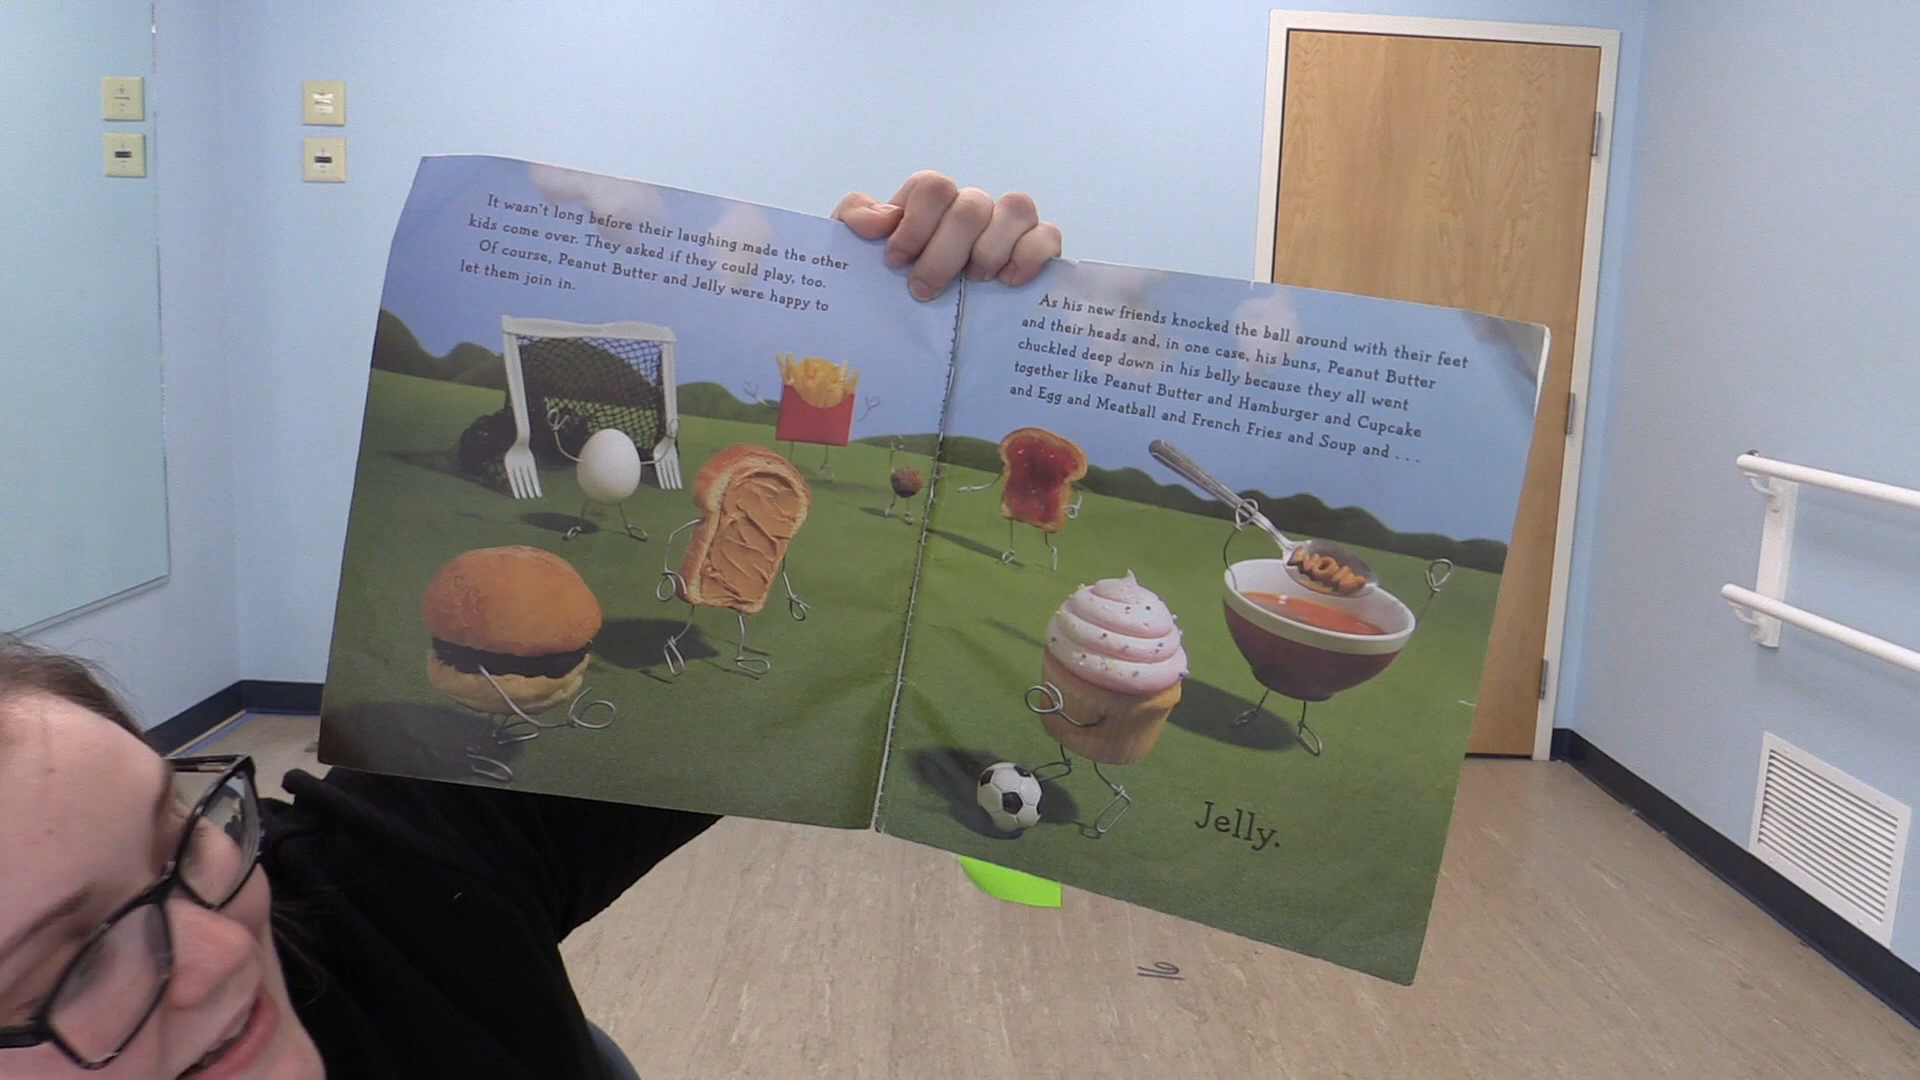 It wasn't long before their laughing made the other
kids come over. They asked if they could play, too.
Of course, Peanut Butter and Jelly were happy to
let them join in.
As his new friends knocked the ball around with their feet
and their heads and, in one case, his buns, Peanut Butter
chuckled deep down in his belly because they all went
together like Peanut Butter and Hamburger and Cupcake
and Egg and Meatball and French Fries and Soup and . . .
WOW
Jelly.